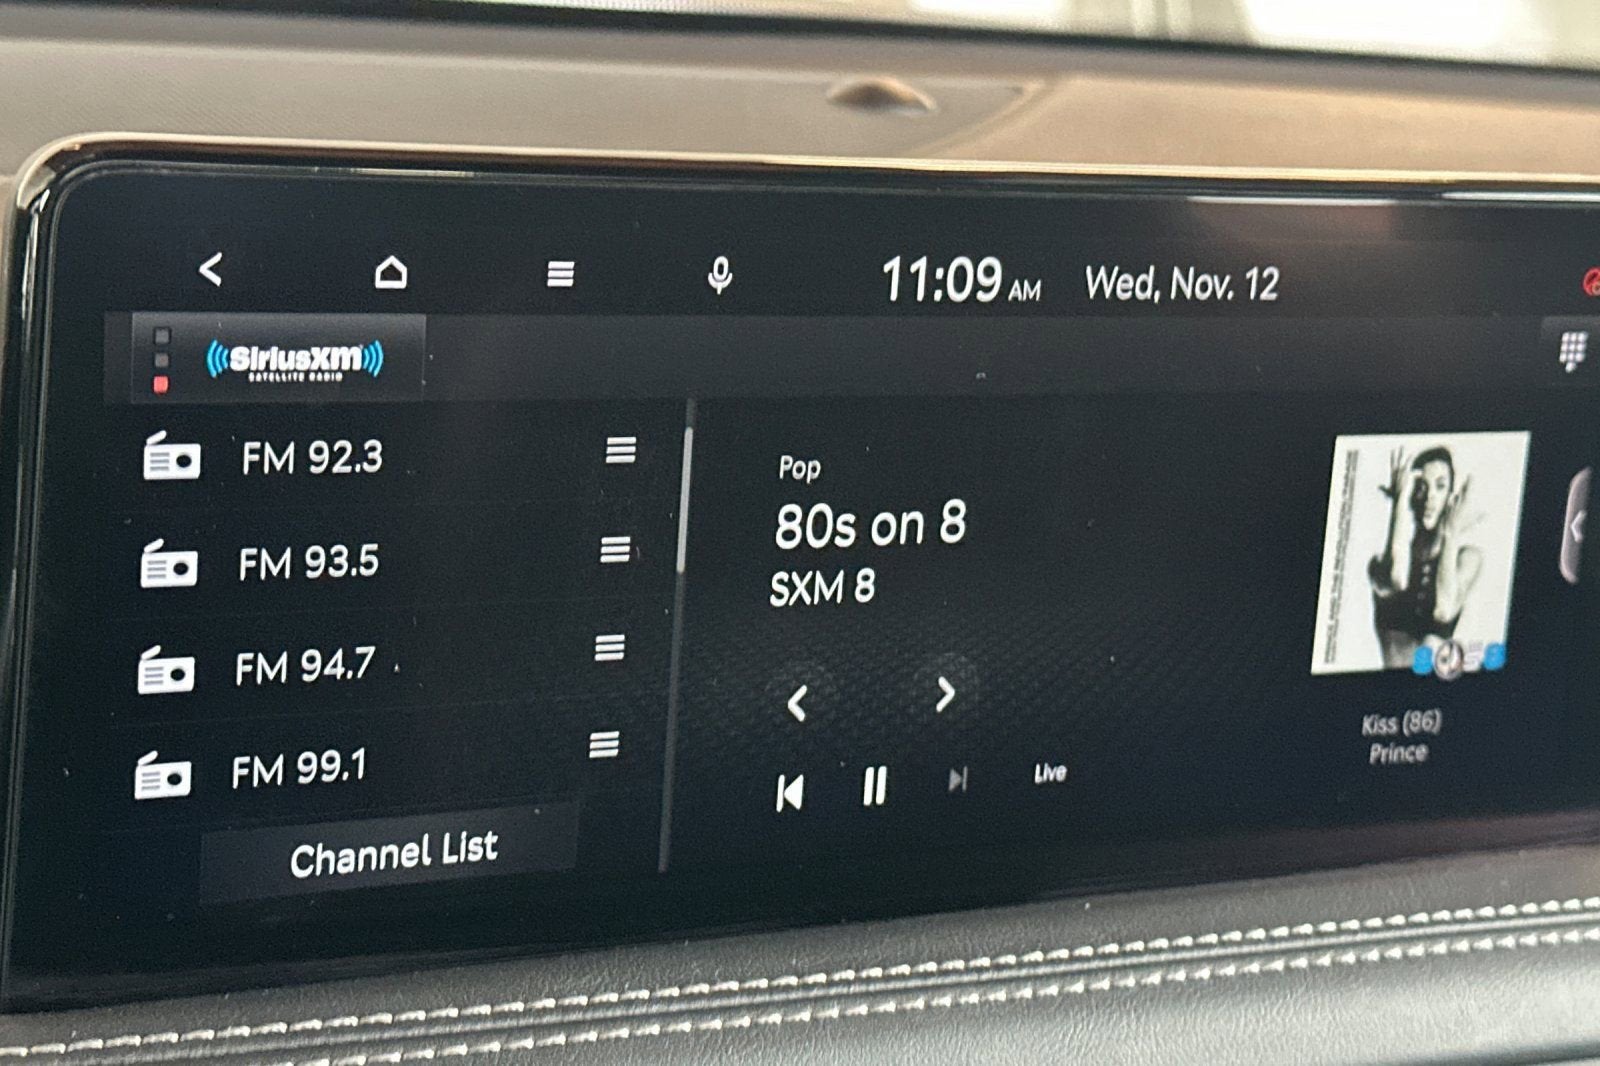 11:09 AM Wed, Nov. 12
SiriusXM
SATELLITE RADIO
FM 92.3
FM 93.5
FM 94.7
FM 99.1
Channel List
Pop
80s on 8
SXM 8
Live
Kiss (86)
Prince